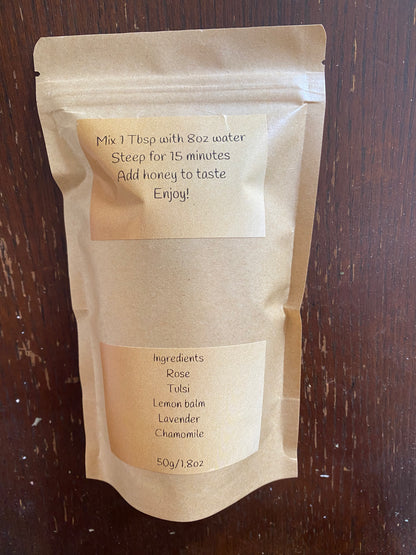 Mix 1 Tbsp with 8oz water
Steep for 15 minutes
Add honey to taste
Enjoy!
Ingredients
Rose
Tulsi
Lemon balm
Lavender
Chamomile
50g/1.8oz